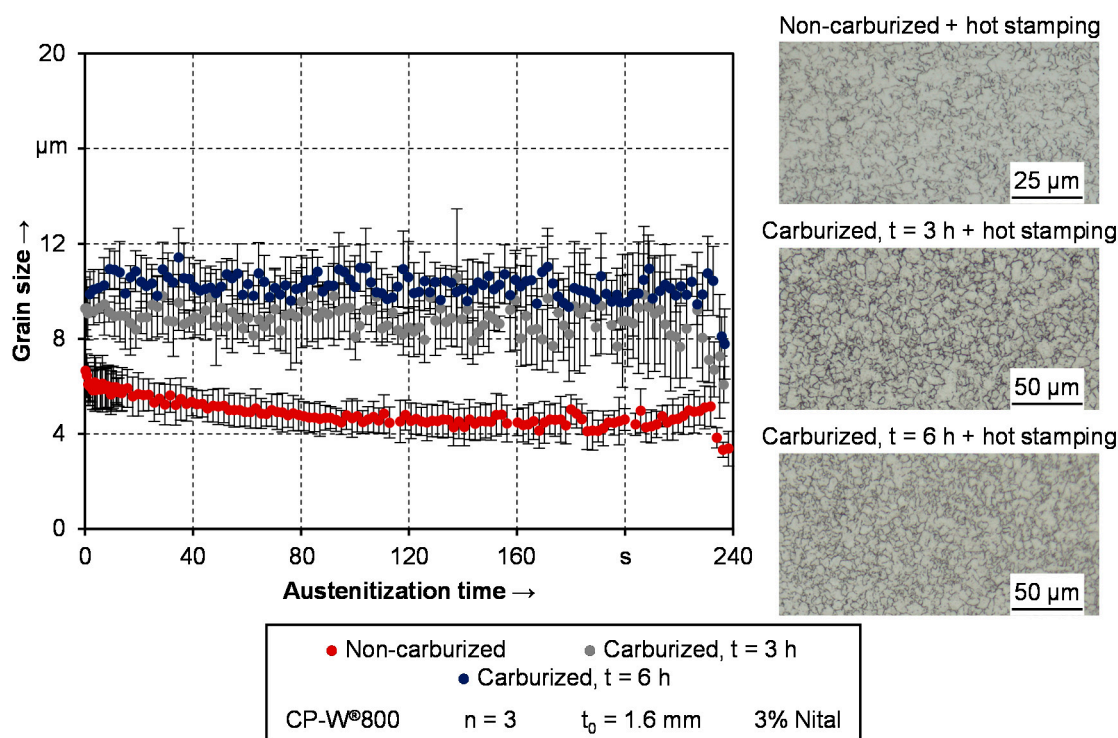 Non-carburized + hot stamping
25 µm
Carburized, t = 3 h + hot stamping
50 µm
Carburized, t = 6 h + hot stamping
50 µm
20
µm
12
8
4
0
Grain size →
0 40 80 120 160 s 240
Austenitization time →
Non-carburized Carburized, t = 3 h
Carburized, t = 6 h
CP-W®800 n = 3 t₀ = 1.6 mm 3% Nital